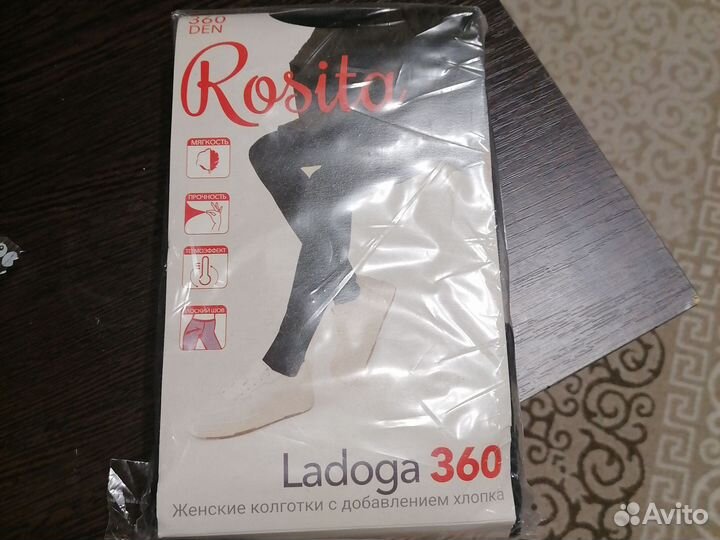 360
DEN
Rosita
МЯГКОСТЬ
ПРОЧНОСТЬ
ТЕРМОЭФФЕКТ
ПЛОСКИЙ ШОВ
Ladoga 360
Женские колготки с добавлением хлопка
Avito